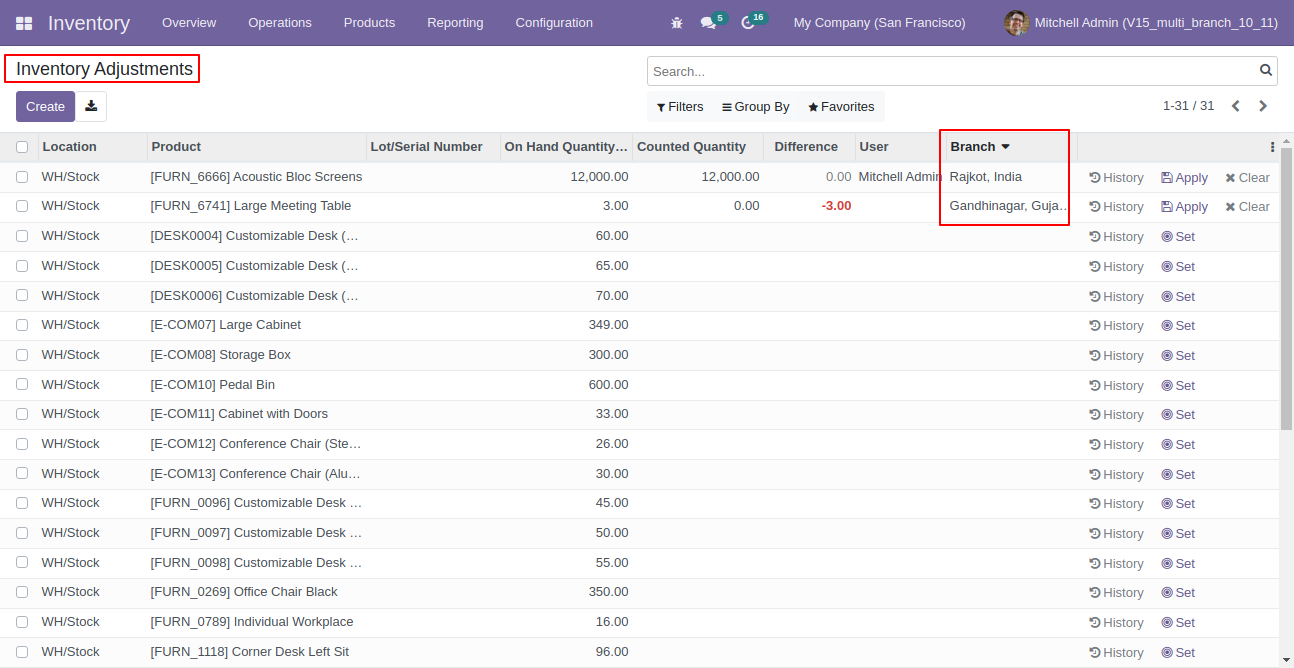 Inventory Overview Operations Products Reporting Configuration 5 16 My Company (San Francisco) Mitchell Admin (V15_multi_branch_10_11)
Inventory Adjustments
Search...
Create
Filters Group By Favorites 1-31 / 31
Location Product Lot/Serial Number On Hand Quantity... Counted Quantity Difference User Branch
WH/Stock [FURN_6666] Acoustic Bloc Screens 12,000.00 12,000.00 0.00 Mitchell Admin Rajkot, India History Apply Clear
WH/Stock [FURN_6741] Large Meeting Table 3.00 0.00 -3.00 Gandhinagar, Guja... History Apply Clear
WH/Stock [DESK0004] Customizable Desk (... 60.00 History Set
WH/Stock [DESK0005] Customizable Desk (... 65.00 History Set
WH/Stock [DESK0006] Customizable Desk (... 70.00 History Set
WH/Stock [E-COM07] Large Cabinet 349.00 History Set
WH/Stock [E-COM08] Storage Box 300.00 History Set
WH/Stock [E-COM10] Pedal Bin 600.00 History Set
WH/Stock [E-COM11] Cabinet with Doors 33.00 History Set
WH/Stock [E-COM12] Conference Chair (Ste... 26.00 History Set
WH/Stock [E-COM13] Conference Chair (Alu... 30.00 History Set
WH/Stock [FURN_0096] Customizable Desk ... 45.00 History Set
WH/Stock [FURN_0097] Customizable Desk ... 50.00 History Set
WH/Stock [FURN_0098] Customizable Desk ... 55.00 History Set
WH/Stock [FURN_0269] Office Chair Black 350.00 History Set
WH/Stock [FURN_0789] Individual Workplace 16.00 History Set
WH/Stock [FURN_1118] Corner Desk Left Sit 96.00 History Set